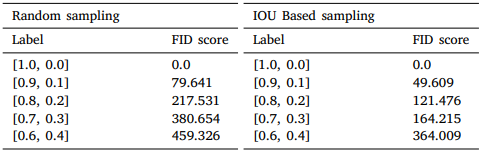 Random sampling IOU Based sampling
Label FID score Label FID score
[1.0, 0.0] 0.0 [1.0, 0.0] 0.0
[0.9, 0.1] 79.641 [0.9, 0.1] 49.609
[0.8, 0.2] 217.531 [0.8, 0.2] 121.476
[0.7, 0.3] 380.654 [0.7, 0.3] 164.215
[0.6, 0.4] 459.326 [0.6, 0.4] 364.009